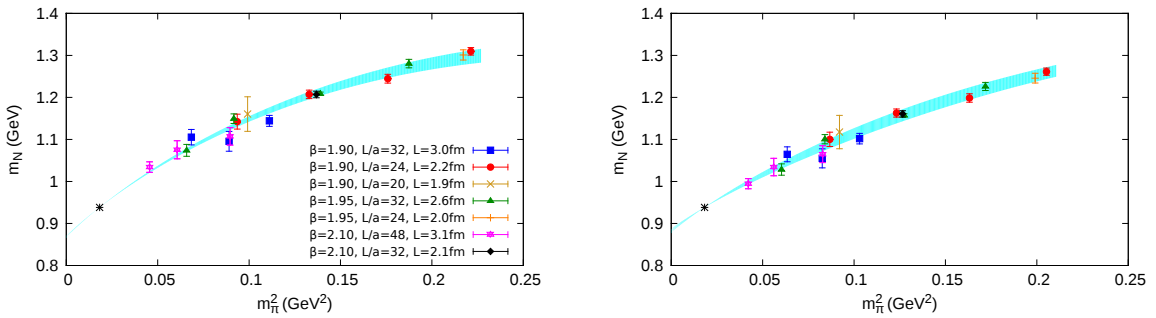 1.4
1.3
1.2
1.1
1
0.9
0.8
m_N (GeV)
0
0.05
0.1
0.15
0.2
0.25
m_π^2 (GeV^2)
β=1.90, L/a=32, L=3.0fm
β=1.90, L/a=24, L=2.2fm
β=1.90, L/a=20, L=1.9fm
β=1.95, L/a=32, L=2.6fm
β=1.95, L/a=24, L=2.0fm
β=2.10, L/a=48, L=3.1fm
β=2.10, L/a=32, L=2.1fm
1.4
1.3
1.2
1.1
1
0.9
0.8
m_N (GeV)
0
0.05
0.1
0.15
0.2
0.25
m_π^2 (GeV^2)